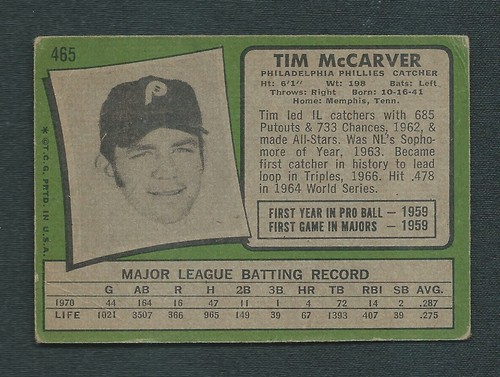 465
TIM McCARVER
PHILADELPHIA PHILLIES CATCHER
Ht: 6'1" Wt: 198 Bats: Left
Throws: Right Born: 10-16-41
Home: Memphis, Tenn.
Tim led IL catchers with 685
Putouts & 733 Chances, 1962, &
made All-Stars. Was NL's Sopho-
more of Year, 1963. Became
first catcher in history to lead
loop in Triples, 1966. Hit .478
in 1964 World Series.
FIRST YEAR IN PRO BALL — 1959
FIRST GAME IN MAJORS — 1959
P
* ©T.C.G. PRTD. IN U.S.A.
MAJOR LEAGUE BATTING RECORD
G AB R H 2B 3B HR TB RBI SB AVG.
1970 44 164 16 47 11 1 4 72 14 2 .287
LIFE 1021 3507 366 965 149 39 67 1393 407 39 .275